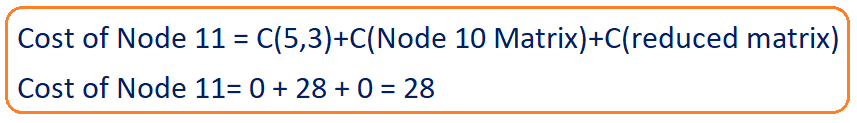 Cost of Node 11 = C(5,3)+C(Node 10 Matrix)+C(reduced matrix)
Cost of Node 11= 0 + 28 + 0 = 28